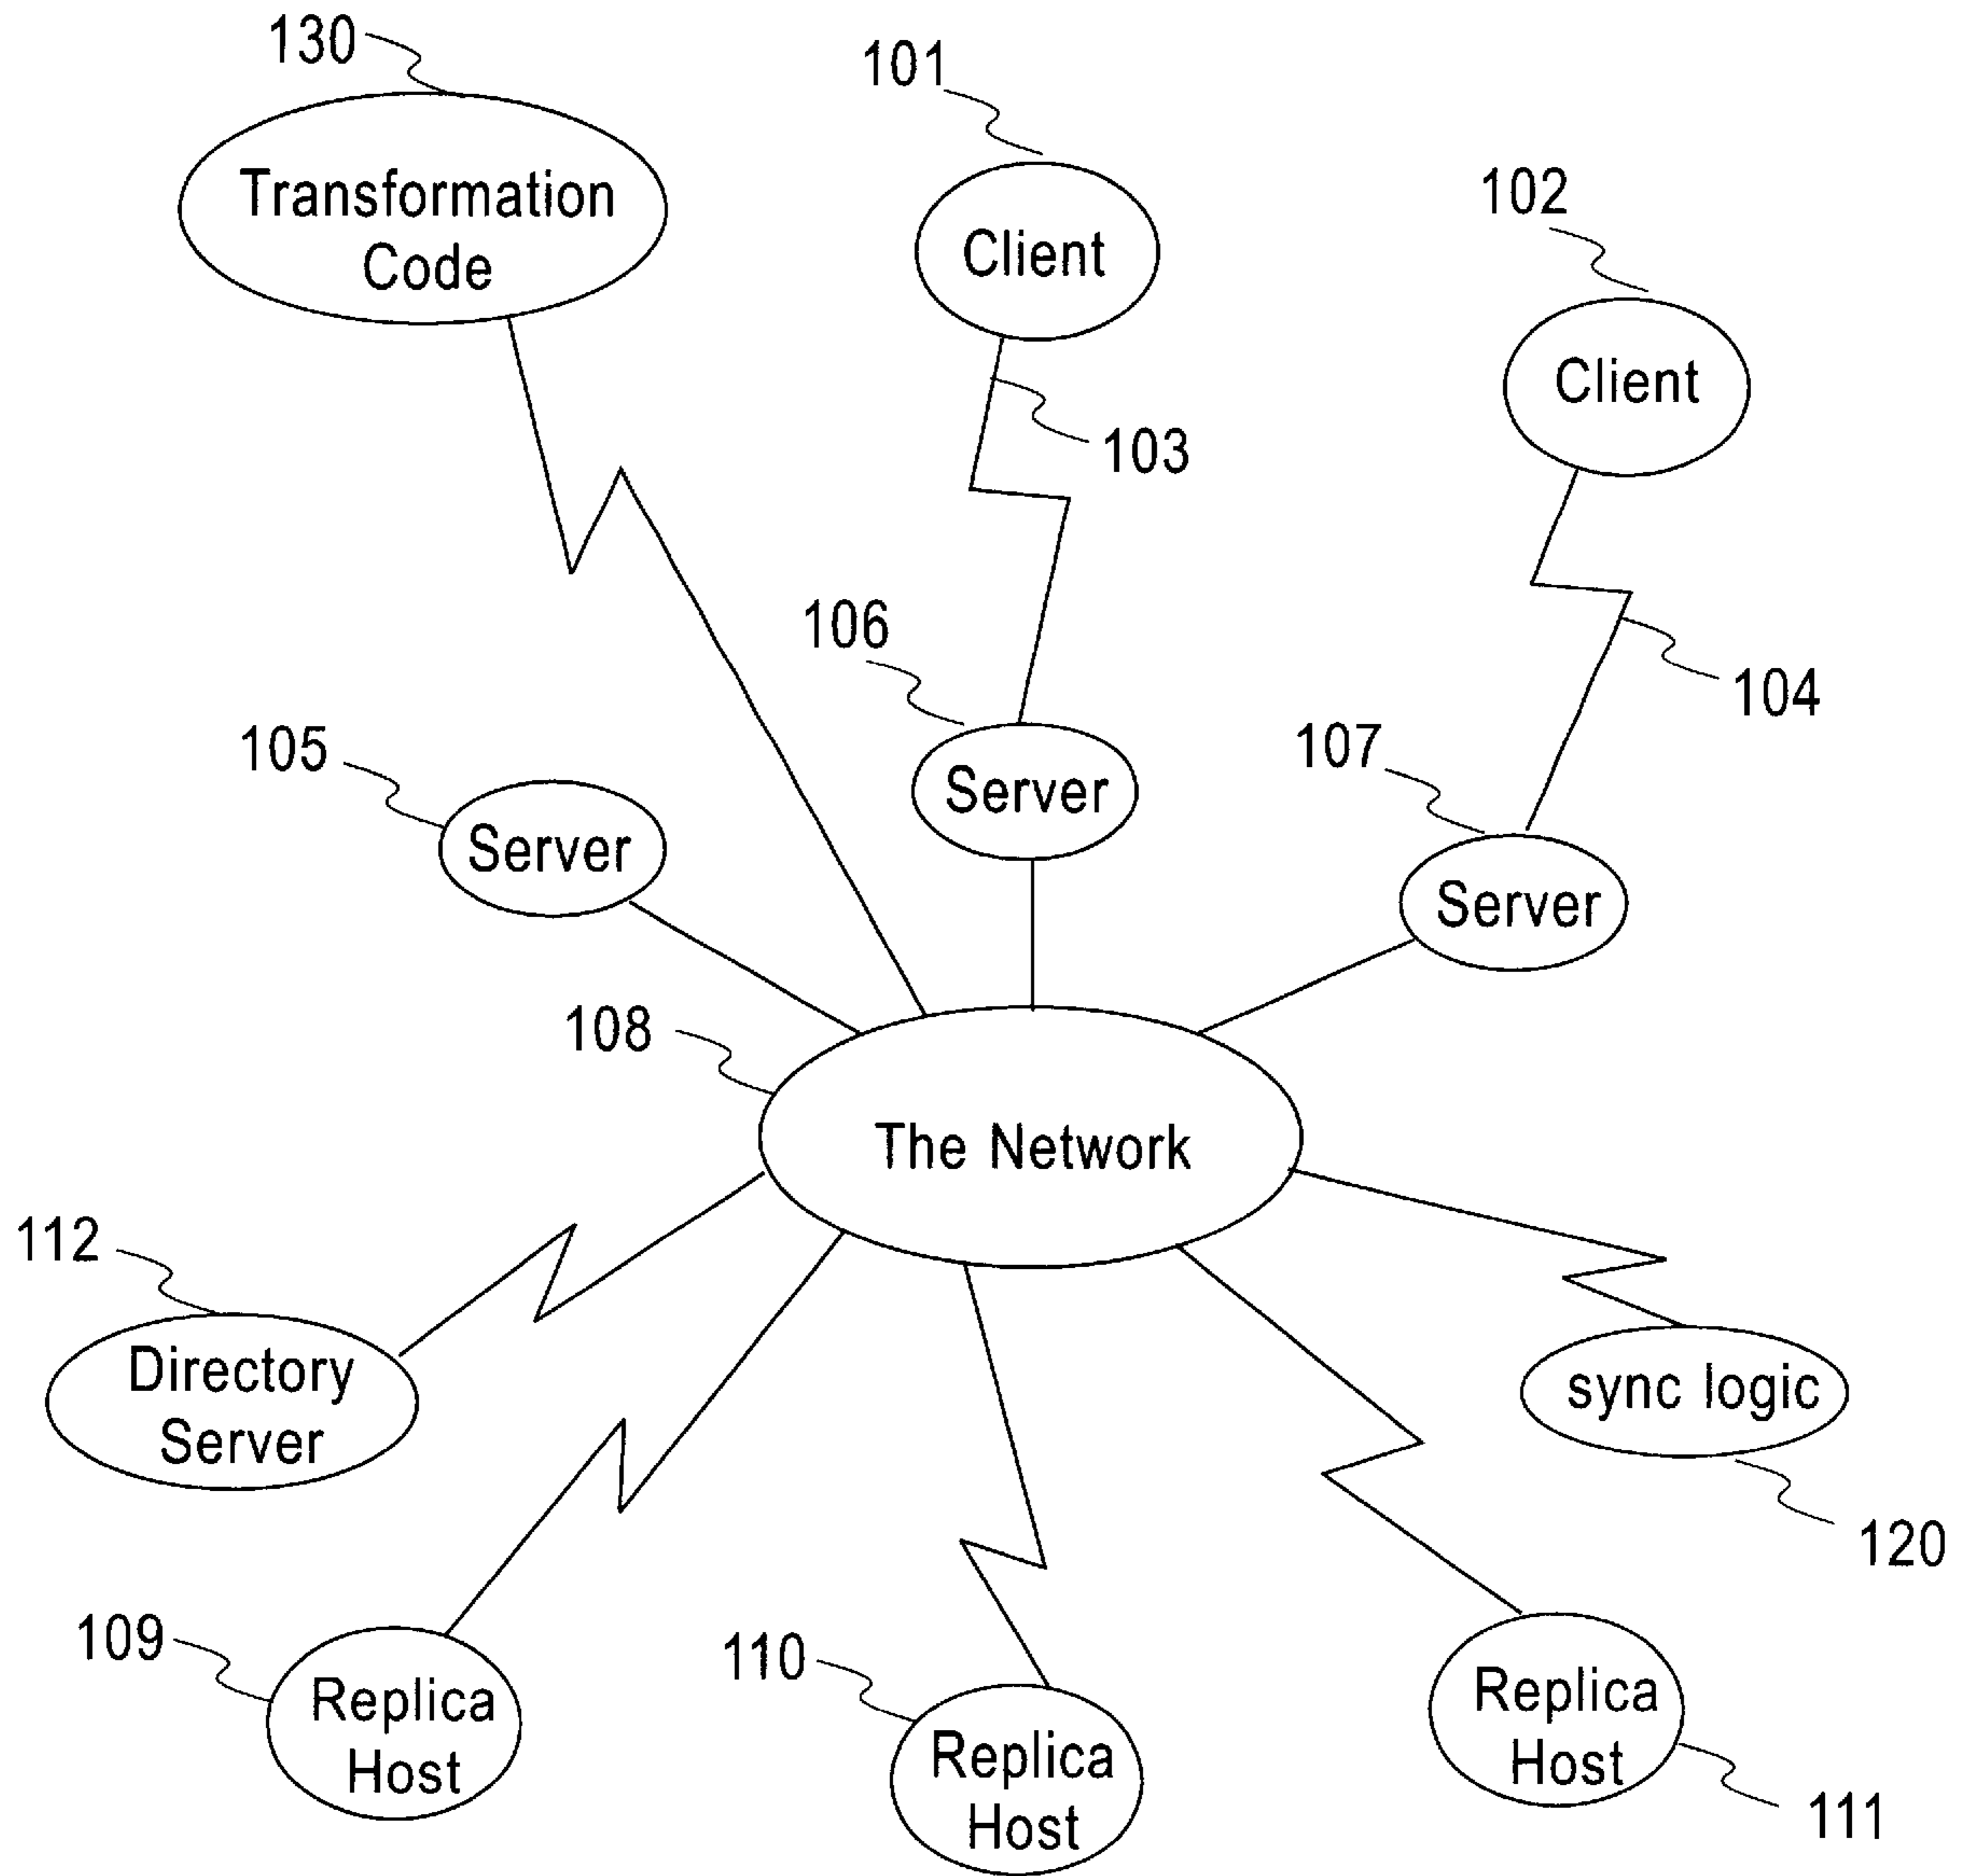 130
101
102
Transformation
Code
Client
Client
103
106
104
105
107
Server
Server
Server
108
The Network
112
Directory
Server
sync logic
120
109
110
Replica
Host
Replica
Host
Replica
Host
111